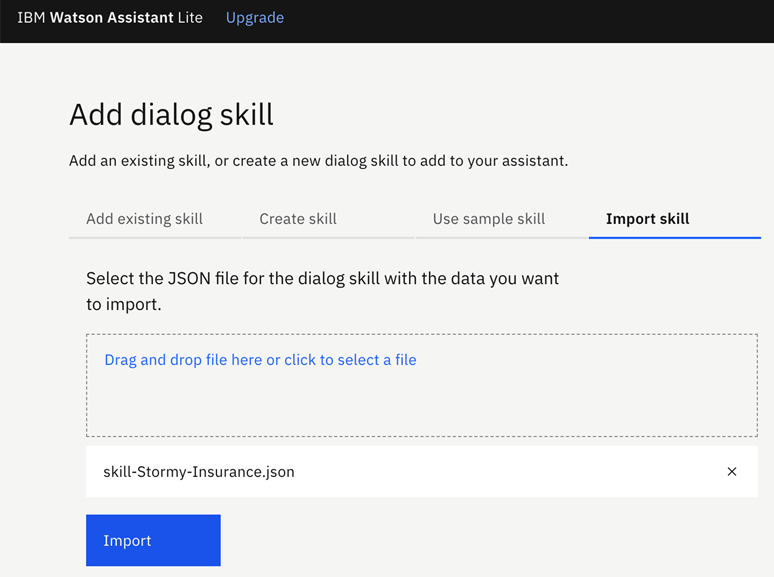 IBM Watson Assistant Lite Upgrade
Add dialog skill
Add an existing skill, or create a new dialog skill to add to your assistant.
Add existing skill Create skill Use sample skill Import skill
Select the JSON file for the dialog skill with the data you want
to import.
Drag and drop file here or click to select a file
skill-Stormy-Insurance.json
Import